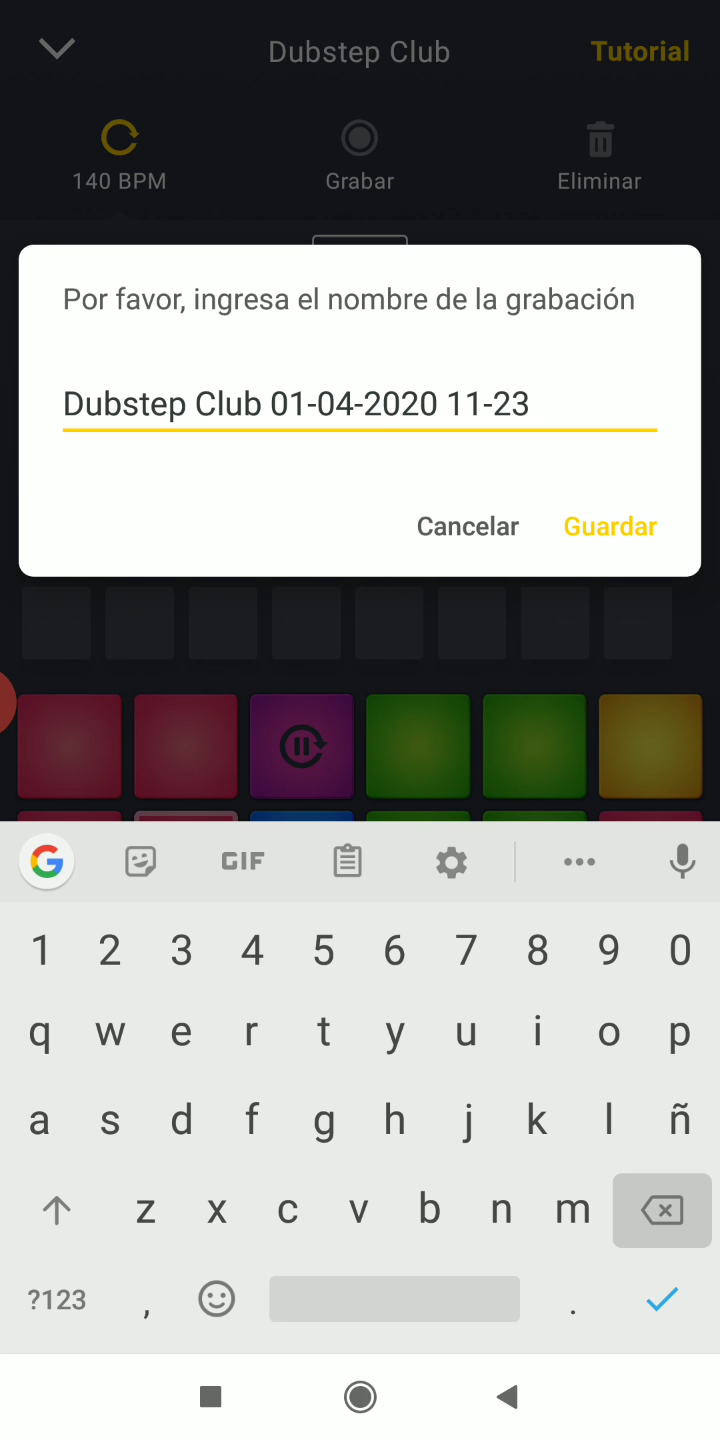 Dubstep Club
Tutorial
140 BPM
Grabar
Eliminar
Por favor, ingresa el nombre de la grabación
Dubstep Club 01-04-2020 11-23
Cancelar
Guardar
GIF
1 2 3 4 5 6 7 8 9 0
q w e r t y u i o p
a s d f g h j k l ñ
z x c v b n m
?123 , .